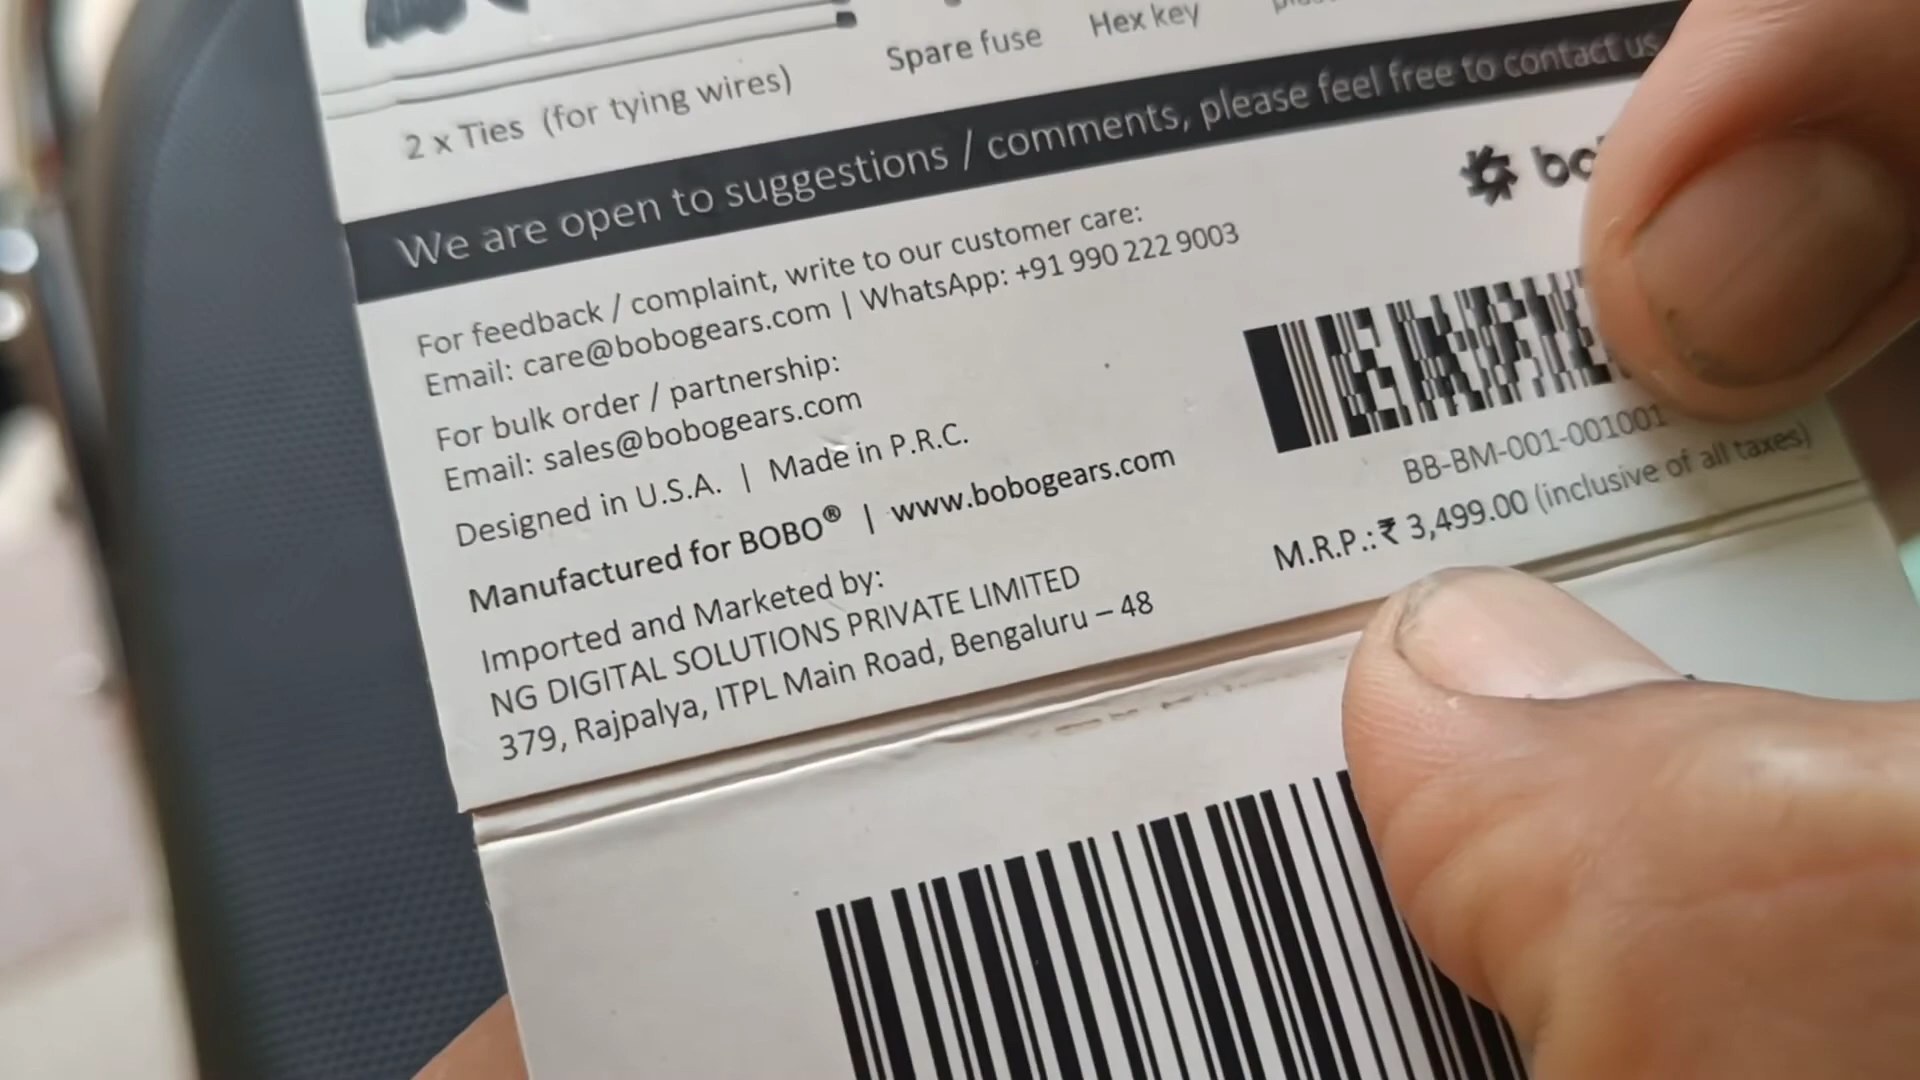 2 x Ties (for tying wires)
Spare fuse
Hex key
We are open to suggestions / comments, please feel free to contact us
For feedback / complaint, write to our customer care:
Email: care@bobogears.com | WhatsApp: +91 990 222 9003
For bulk order / partnership:
Email: sales@bobogears.com
Designed in U.S.A. | Made in P.R.C.
Manufactured for BOBO® | www.bobogears.com
Imported and Marketed by:
NG DIGITAL SOLUTIONS PRIVATE LIMITED
379, Rajpalya, ITPL Main Road, Bengaluru – 48
BB-BM-001-001001
M.R.P.:₹ 3,499.00 (inclusive of all taxes)